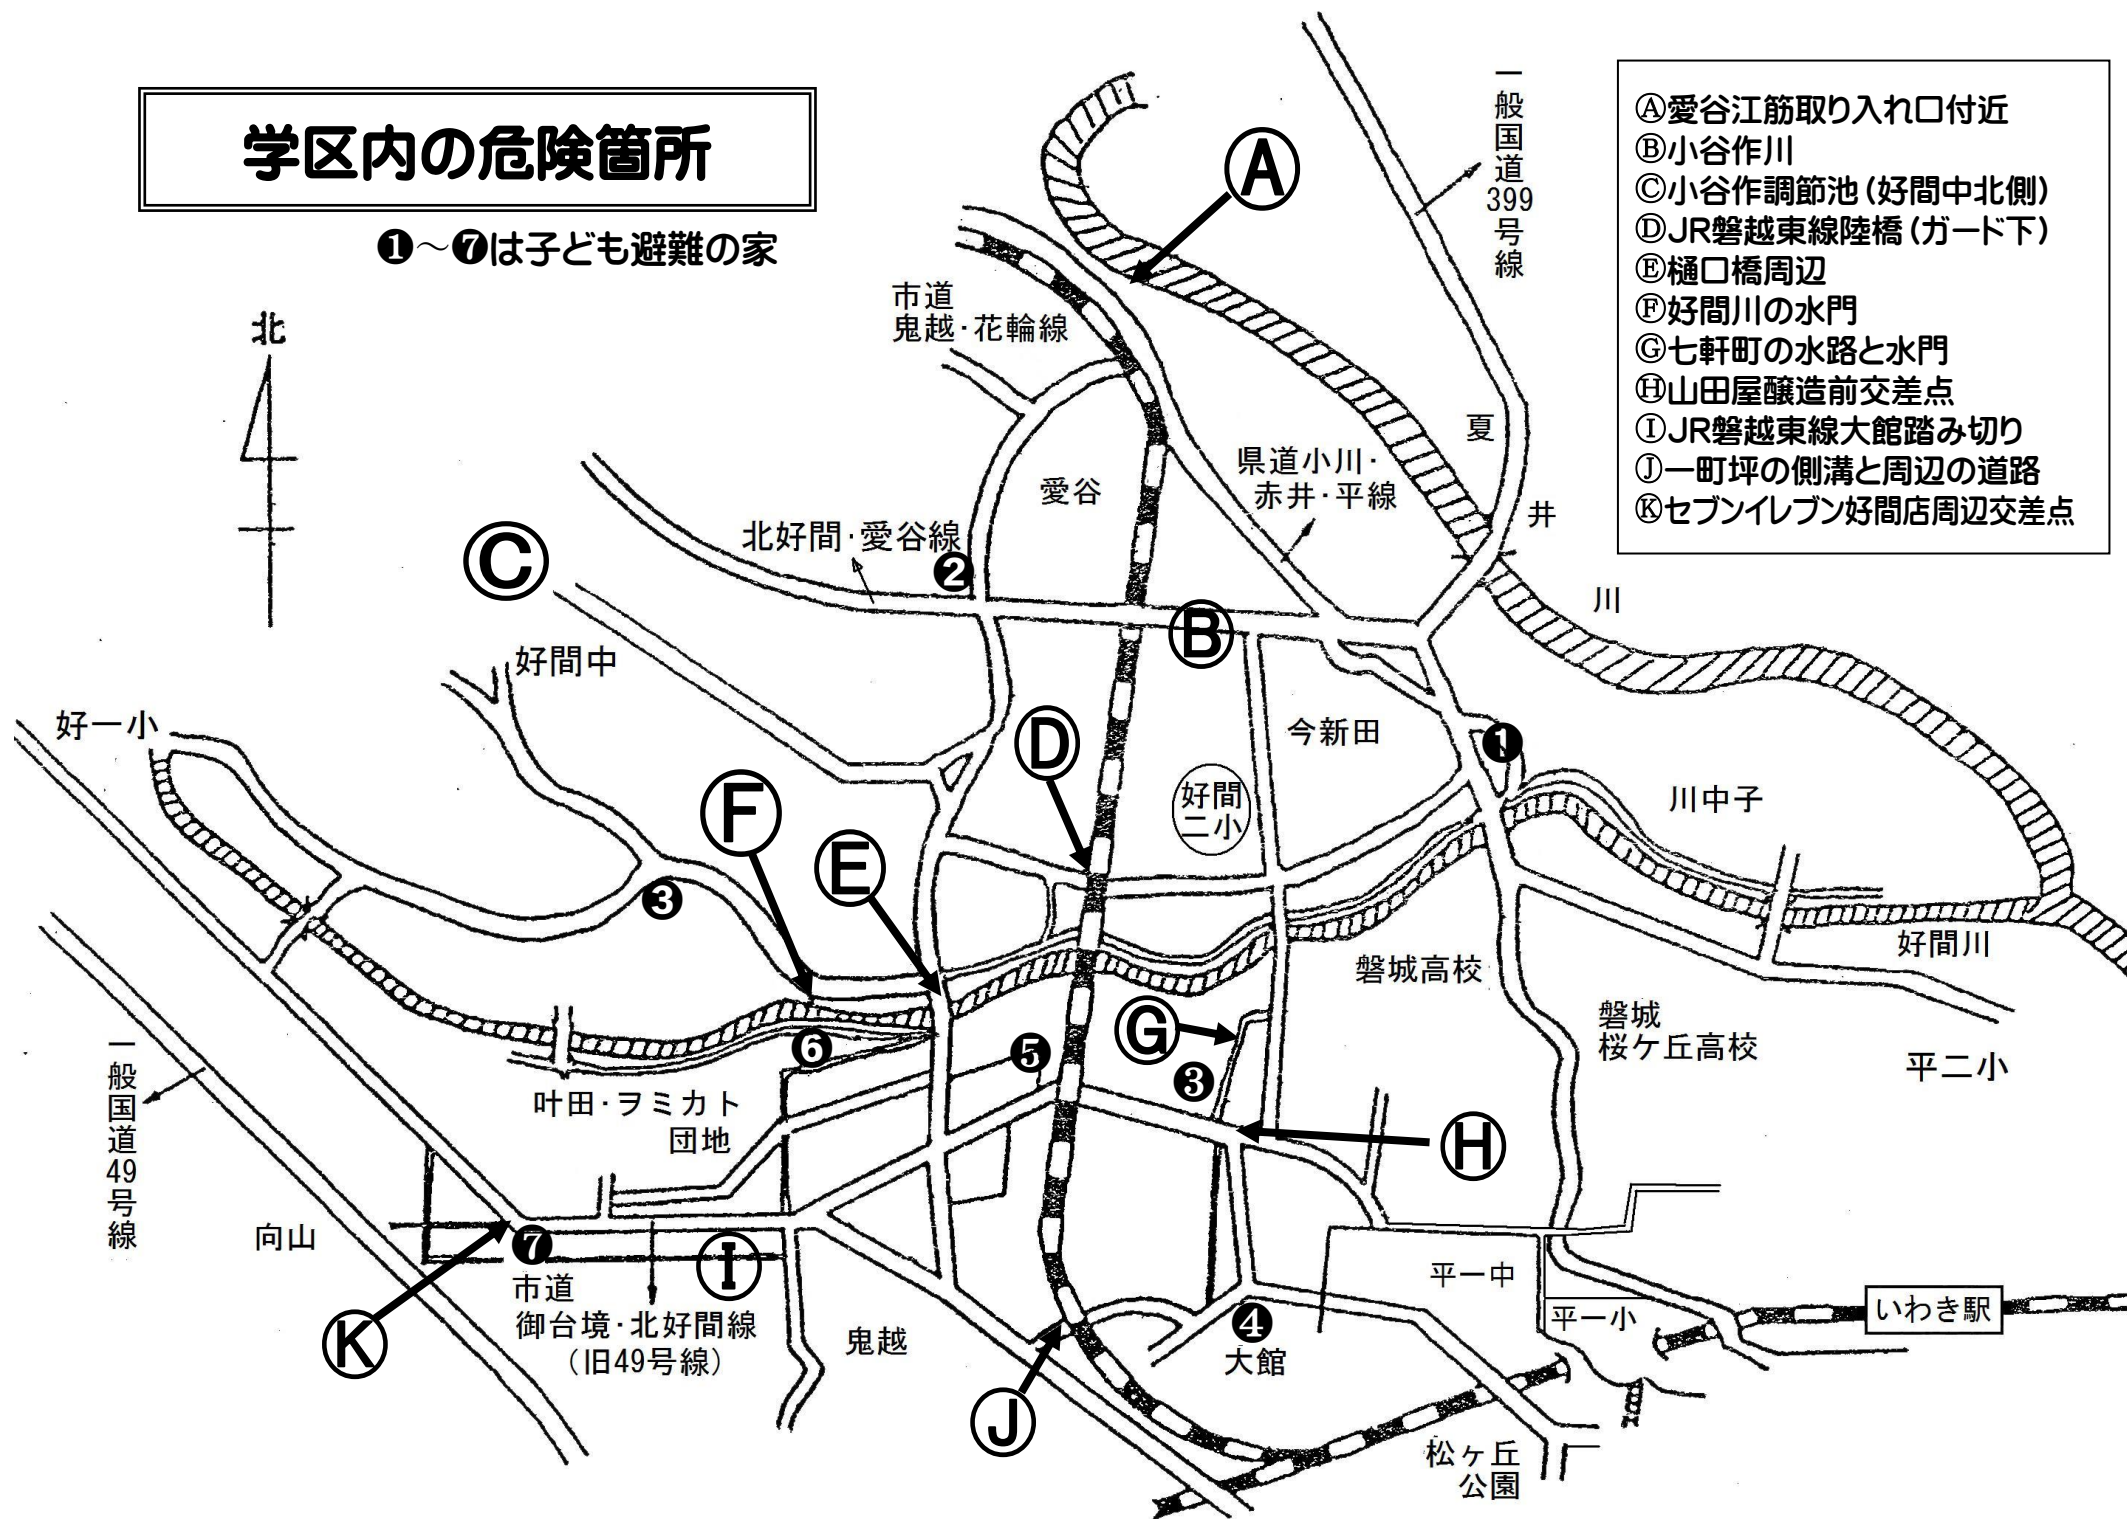 学区内の危険箇所
❶～❼は子ども避難の家
Ⓐ愛谷江筋取り入れ口付近
Ⓑ小谷作川
Ⓒ小谷作調節池（好間中北側）
ⒹJR磐越東線陸橋（ガード下）
Ⓔ樋口橋周辺
Ⓕ好間川の水門
Ⓖ七軒町の水路と水門
Ⓗ山田屋醸造前交差点
ⒾJR磐越東線大館踏み切り
Ⓙ一町坪の側溝と周辺の道路
Ⓚセブンイレブン好間店周辺交差点
一般国道399号線
Ⓐ
北
市道
鬼越・花輪線
夏
井
川
県道小川・
赤井・平線
愛谷
北好間・愛谷線
❷
Ⓒ
Ⓑ
好間中
好一小
Ⓓ
今新田
❶
好間
二小
川中子
Ⓕ
Ⓔ
❸
好間川
磐城高校
磐城
桜ケ丘高校
平二小
Ⓖ
❺
❻
❸
一般国道49号線
叶田・ヲミカト
団地
Ⓗ
向山
❼
Ⓘ
市道
御台境・北好間線
（旧49号線）
平一中
平一小
いわき駅
Ⓚ
鬼越
❹
大館
Ⓙ
松ヶ丘
公園